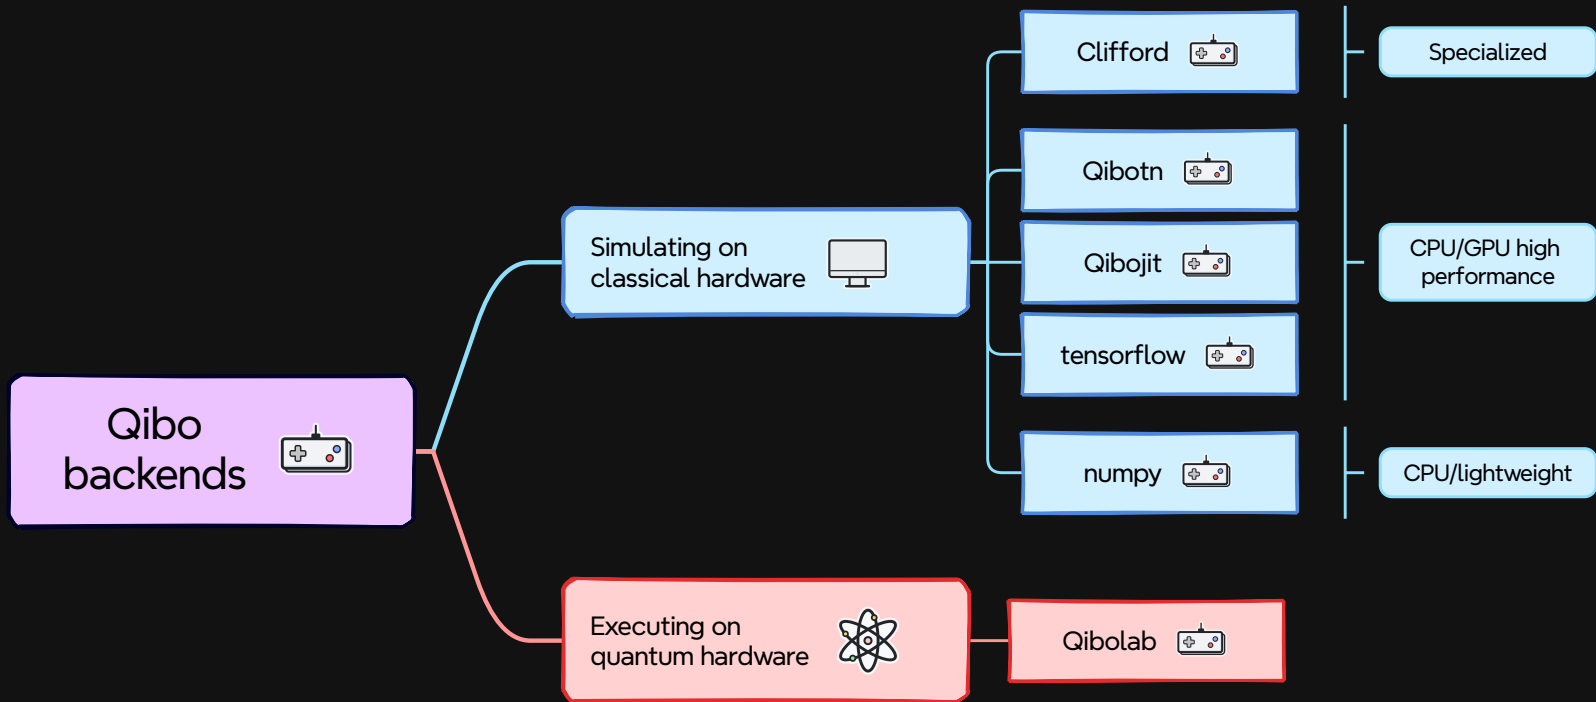 Qibo
backends
Simulating on
classical hardware
Clifford
Specialized
Qibotn
Qibojit
tensorflow
CPU/GPU high
performance
numpy
CPU/lightweight
Executing on
quantum hardware
Qibolab